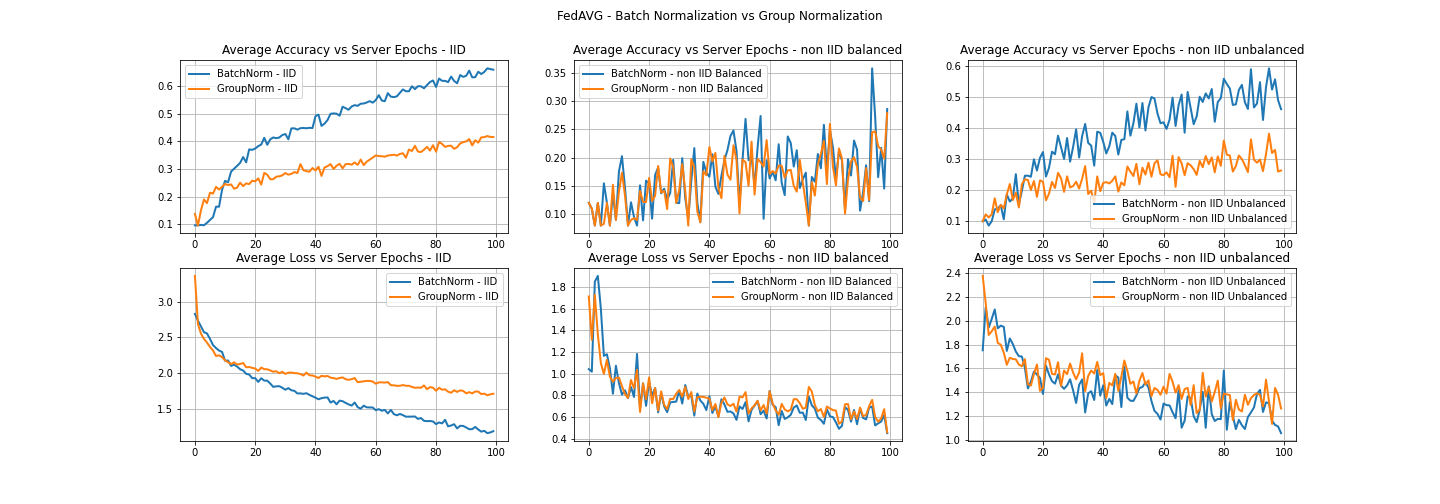 FedAVG - Batch Normalization vs Group Normalization
Average Accuracy vs Server Epochs - IID
BatchNorm - IID
GroupNorm - IID
0.6
0.5
0.4
0.3
0.2
0.1
0 20 40 60 80 100
Average Accuracy vs Server Epochs - non IID balanced
BatchNorm - non IID Balanced
GroupNorm - non IID Balanced
0.35
0.30
0.25
0.20
0.15
0.10
0 20 40 60 80 100
Average Accuracy vs Server Epochs - non IID unbalanced
0.6
0.5
0.4
0.3
0.2
0.1
BatchNorm - non IID Unbalanced
GroupNorm - non IID Unbalanced
0 20 40 60 80 100
Average Loss vs Server Epochs - IID
BatchNorm - IID
GroupNorm - IID
3.0
2.5
2.0
1.5
0 20 40 60 80 100
Average Loss vs Server Epochs - non IID balanced
BatchNorm - non IID Balanced
GroupNorm - non IID Balanced
1.8
1.6
1.4
1.2
1.0
0.8
0.6
0.4
0 20 40 60 80 100
Average Loss vs Server Epochs - non IID unbalanced
BatchNorm - non IID Unbalanced
GroupNorm - non IID Unbalanced
2.4
2.2
2.0
1.8
1.6
1.4
1.2
1.0
0 20 40 60 80 100